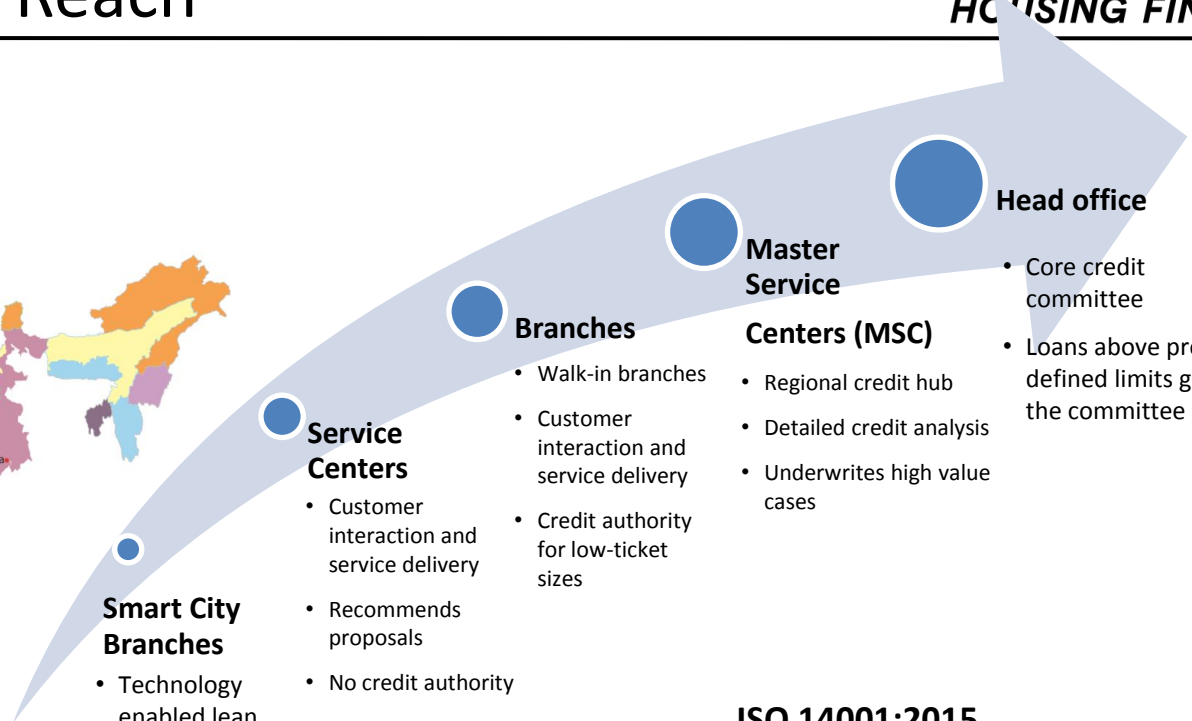 Reach
HOUSING FIN
Smart City
Branches
• Technology
enabled lean
Service
Centers
• Customer
interaction and
service delivery
• Recommends
proposals
• No credit authority
Branches
• Walk-in branches
• Customer
interaction and
service delivery
• Credit authority
for low-ticket
sizes
Master
Service
Centers (MSC)
• Regional credit hub
• Detailed credit analysis
• Underwrites high value
cases
Head office
• Core credit
committee
• Loans above pre
defined limits g
the committee
ISO 14001:2015